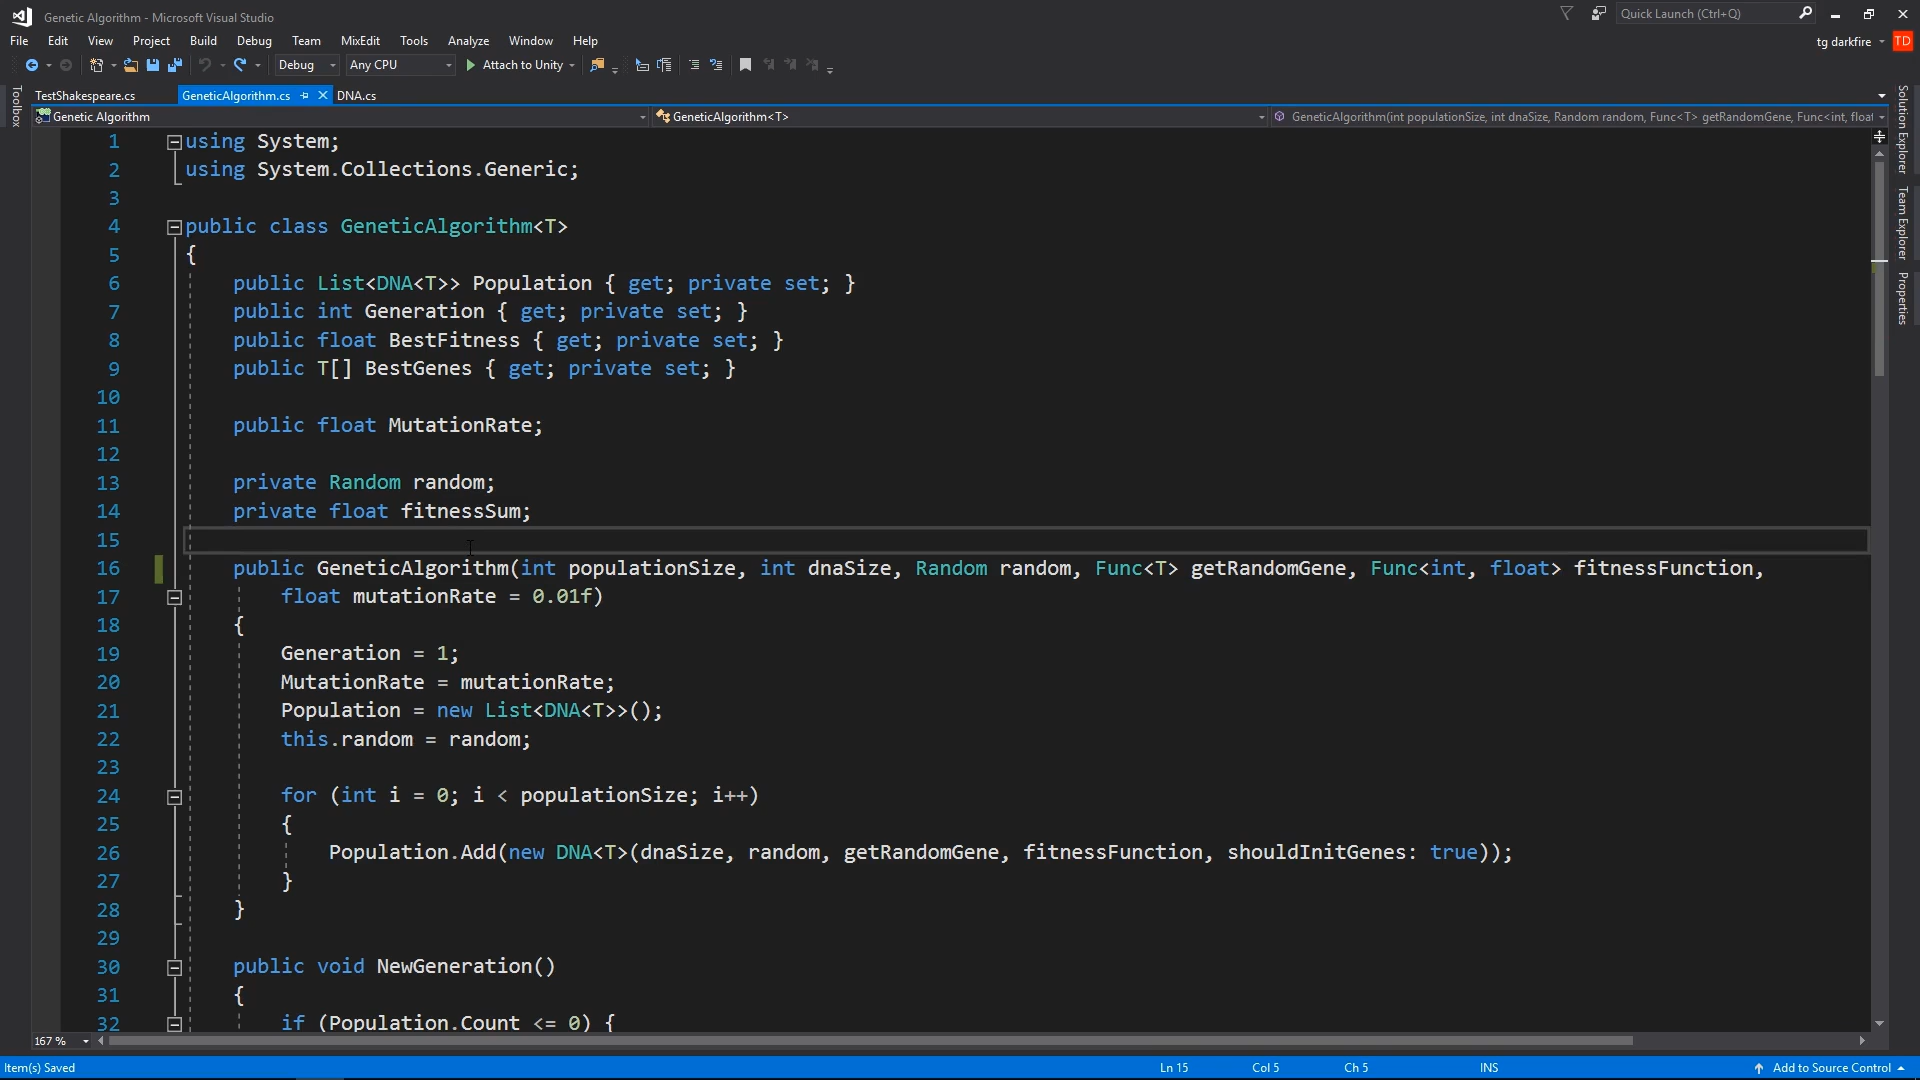 Genetic Algorithm - Microsoft Visual Studio
Quick Launch (Ctrl+Q)
File Edit View Project Build Debug Team MixEdit Tools Analyze Window Help
tg darkfire TD
Debug Any CPU Attach to Unity
Toolbox
TestShakespeare.cs GeneticAlgorithm.cs DNA.cs
Genetic Algorithm GeneticAlgorithm<T> GeneticAlgorithm(int populationSize, int dnaSize, Random random, Func<T> getRandomGene, Func<int, float
Solution Explorer
Team Explorer
Properties
1 using System;
2 using System.Collections.Generic;
3
4 public class GeneticAlgorithm<T>
5 {
6 public List<DNA<T>> Population { get; private set; }
7 public int Generation { get; private set; }
8 public float BestFitness { get; private set; }
9 public T[] BestGenes { get; private set; }
10
11 public float MutationRate;
12
13 private Random random;
14 private float fitnessSum;
15
16 public GeneticAlgorithm(int populationSize, int dnaSize, Random random, Func<T> getRandomGene, Func<int, float> fitnessFunction,
17 float mutationRate = 0.01f)
18 {
19 Generation = 1;
20 MutationRate = mutationRate;
21 Population = new List<DNA<T>>();
22 this.random = random;
23
24 for (int i = 0; i < populationSize; i++)
25 {
26 Population.Add(new DNA<T>(dnaSize, random, getRandomGene, fitnessFunction, shouldInitGenes: true));
27 }
28 }
29
30 public void NewGeneration()
31 {
32 if (Population.Count <= 0) {
167 %
Item(s) Saved Ln 15 Col 5 Ch 5 INS Add to Source Control